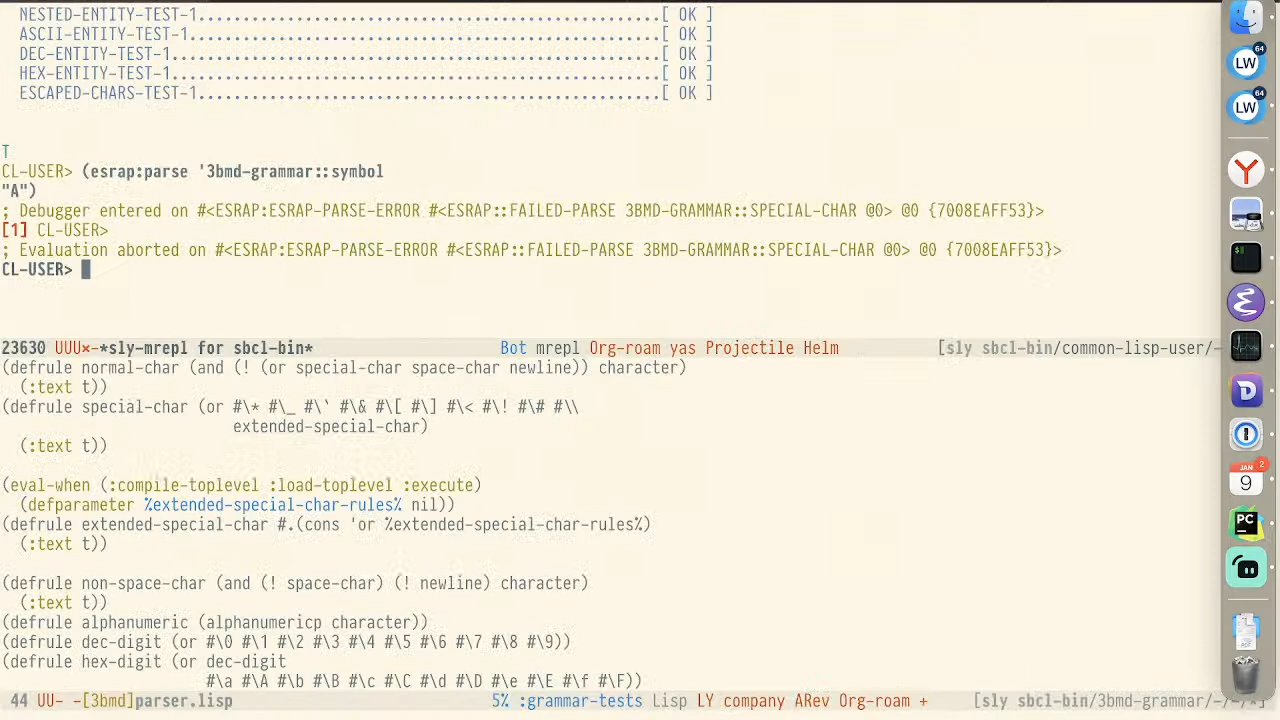 NESTED-ENTITY-TEST-1...............................................[ OK ]
ASCII-ENTITY-TEST-1................................................[ OK ]
DEC-ENTITY-TEST-1..................................................[ OK ]
HEX-ENTITY-TEST-1..................................................[ OK ]
ESCAPED-CHARS-TEST-1...............................................[ OK ]
T
CL-USER> (esrap:parse '3bmd-grammar::symbol
"A")
; Debugger entered on #<ESRAP:ESRAP-PARSE-ERROR #<ESRAP::FAILED-PARSE 3BMD-GRAMMAR::SPECIAL-CHAR @0> @0 {7008EAFF53}>
[1] CL-USER>
; Evaluation aborted on #<ESRAP:ESRAP-PARSE-ERROR #<ESRAP::FAILED-PARSE 3BMD-GRAMMAR::SPECIAL-CHAR @0> @0 {7008EAFF53}>
CL-USER>
23630 UUU×-*sly-mrepl for sbcl-bin* Bot mrepl Org-roam yas Projectile Helm [sly sbcl-bin/common-lisp-user/-
(defrule normal-char (and (! (or special-char space-char newline)) character)
(:text t))
(defrule special-char (or #\* #\_ #\` #\& #\[ #\] #\< #\! #\# #\\
extended-special-char)
(:text t))
(eval-when (:compile-toplevel :load-toplevel :execute)
(defparameter %extended-special-char-rules% nil))
(defrule extended-special-char #.(cons 'or %extended-special-char-rules%)
(:text t))
(defrule non-space-char (and (! space-char) (! newline) character)
(:text t))
(defrule alphanumeric (alphanumericp character))
(defrule dec-digit (or #\0 #\1 #\2 #\3 #\4 #\5 #\6 #\7 #\8 #\9))
(defrule hex-digit (or dec-digit
#\a #\A #\b #\B #\c #\C #\d #\D #\e #\E #\f #\F))
44 UU- -[3bmd]parser.lisp 5% :grammar-tests Lisp LY company ARev Org-roam + [sly sbcl-bin/3bmd-grammar/-/-/*]
64
LW
64
LW
Y
$
D
JAN
2
9
PC